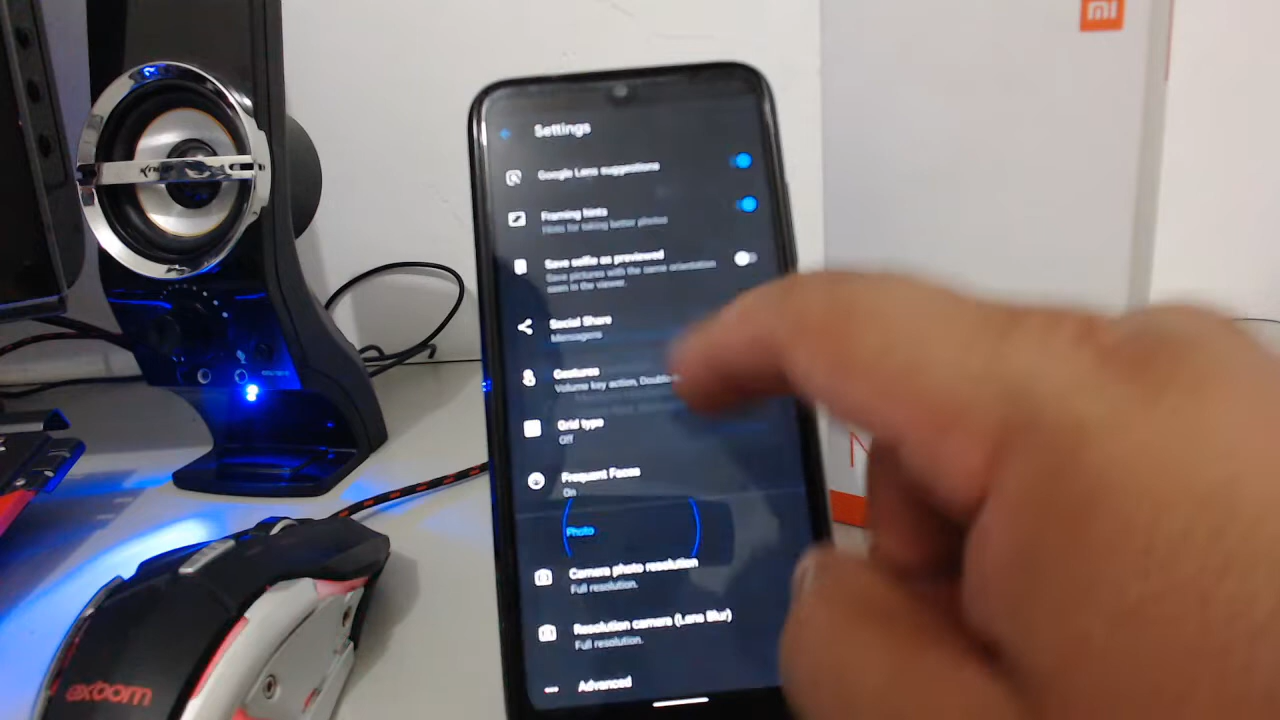 mi
Settings
Google Lens suggestions
Framing hints
Hints for taking better photos
Save selfie as previewed
Save pictures with the same orientation
seen in the viewer.
Social Share
Messagens
Gestures
Volume key action, Double
Grid type
Off
Frequent Faces
On
Photo
Camera photo resolution
Full resolution.
Resolution camera (Lens Blur)
Full resolution.
Advanced
exbom
N